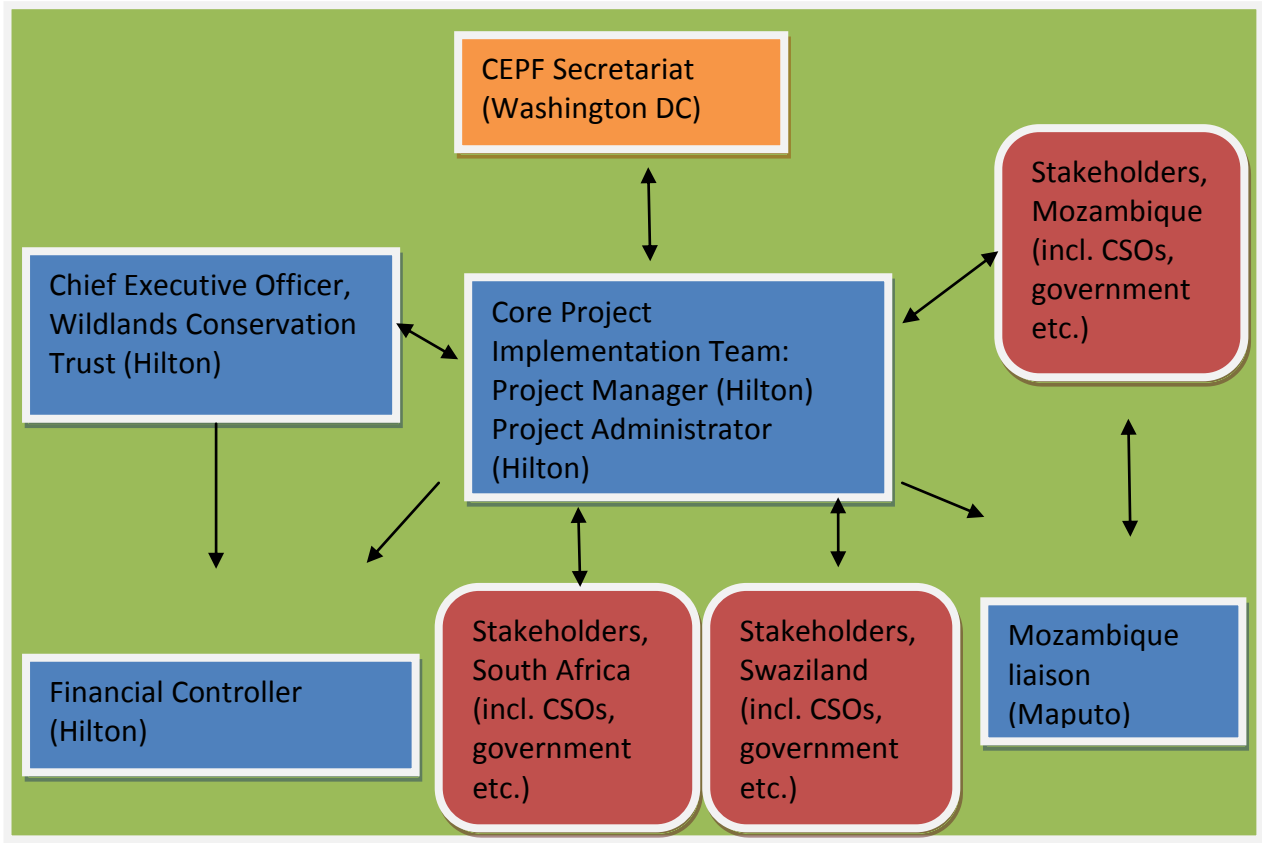 CEPF Secretariat
(Washington DC)
Stakeholders,
Mozambique
(incl. CSOs,
government
etc.)
Chief Executive Officer,
Wildlands Conservation
Trust (Hilton)
Core Project
Implementation Team:
Project Manager (Hilton)
Project Administrator
(Hilton)
Financial Controller
(Hilton)
Stakeholders,
South Africa
(incl. CSOs,
government
etc.)
Stakeholders,
Swaziland
(incl. CSOs,
government
etc.)
Mozambique
liaison
(Maputo)